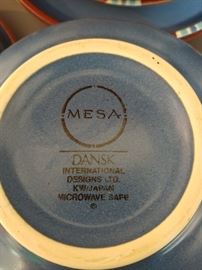 MESA
DANSK
INTERNATIONAL
DESIGNS LTD.
KW/JAPAN
MICROWAVE SAFE
©